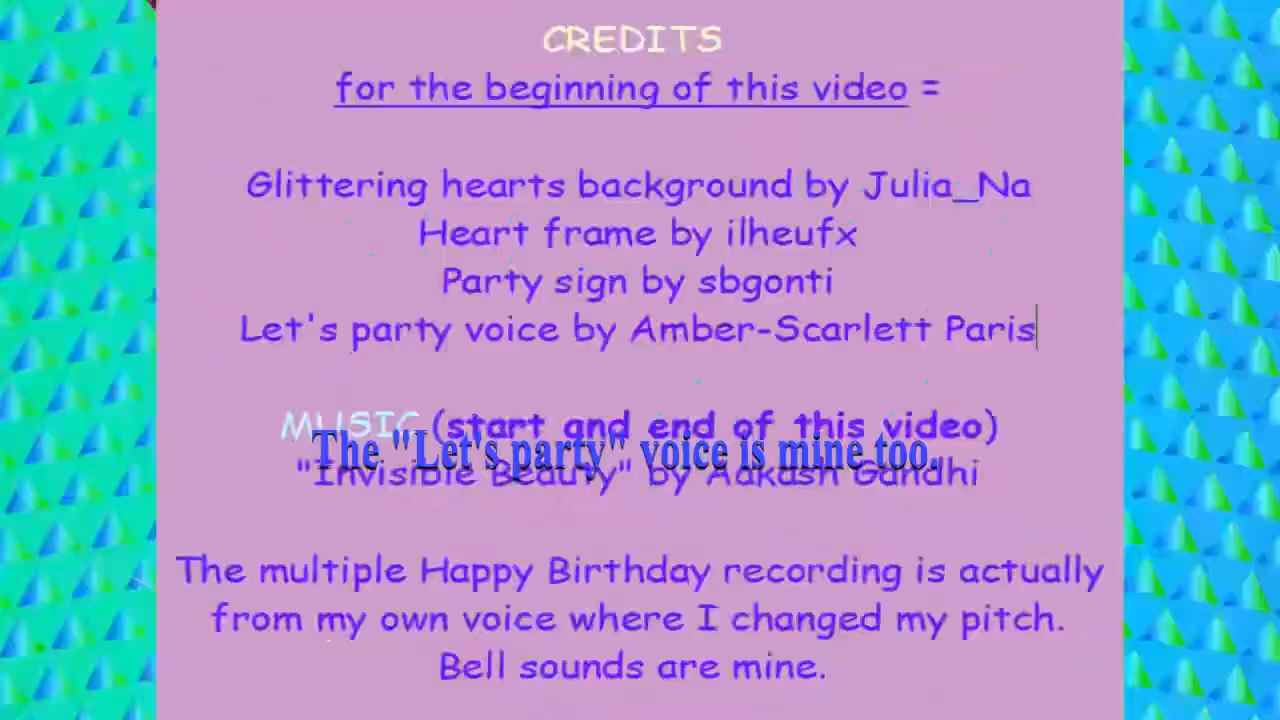 CREDITS
for the beginning of this video =
Glittering hearts background by Julia_Na
Heart frame by ilheufx
Party sign by sbgonti
Let's party voice by Amber-Scarlett Paris
MUSIC (start and end of this video)
The "Let's party" voice is mine too.
"Invisible Beauty" by Aakash Gandhi
The multiple Happy Birthday recording is actually
from my own voice where I changed my pitch.
Bell sounds are mine.